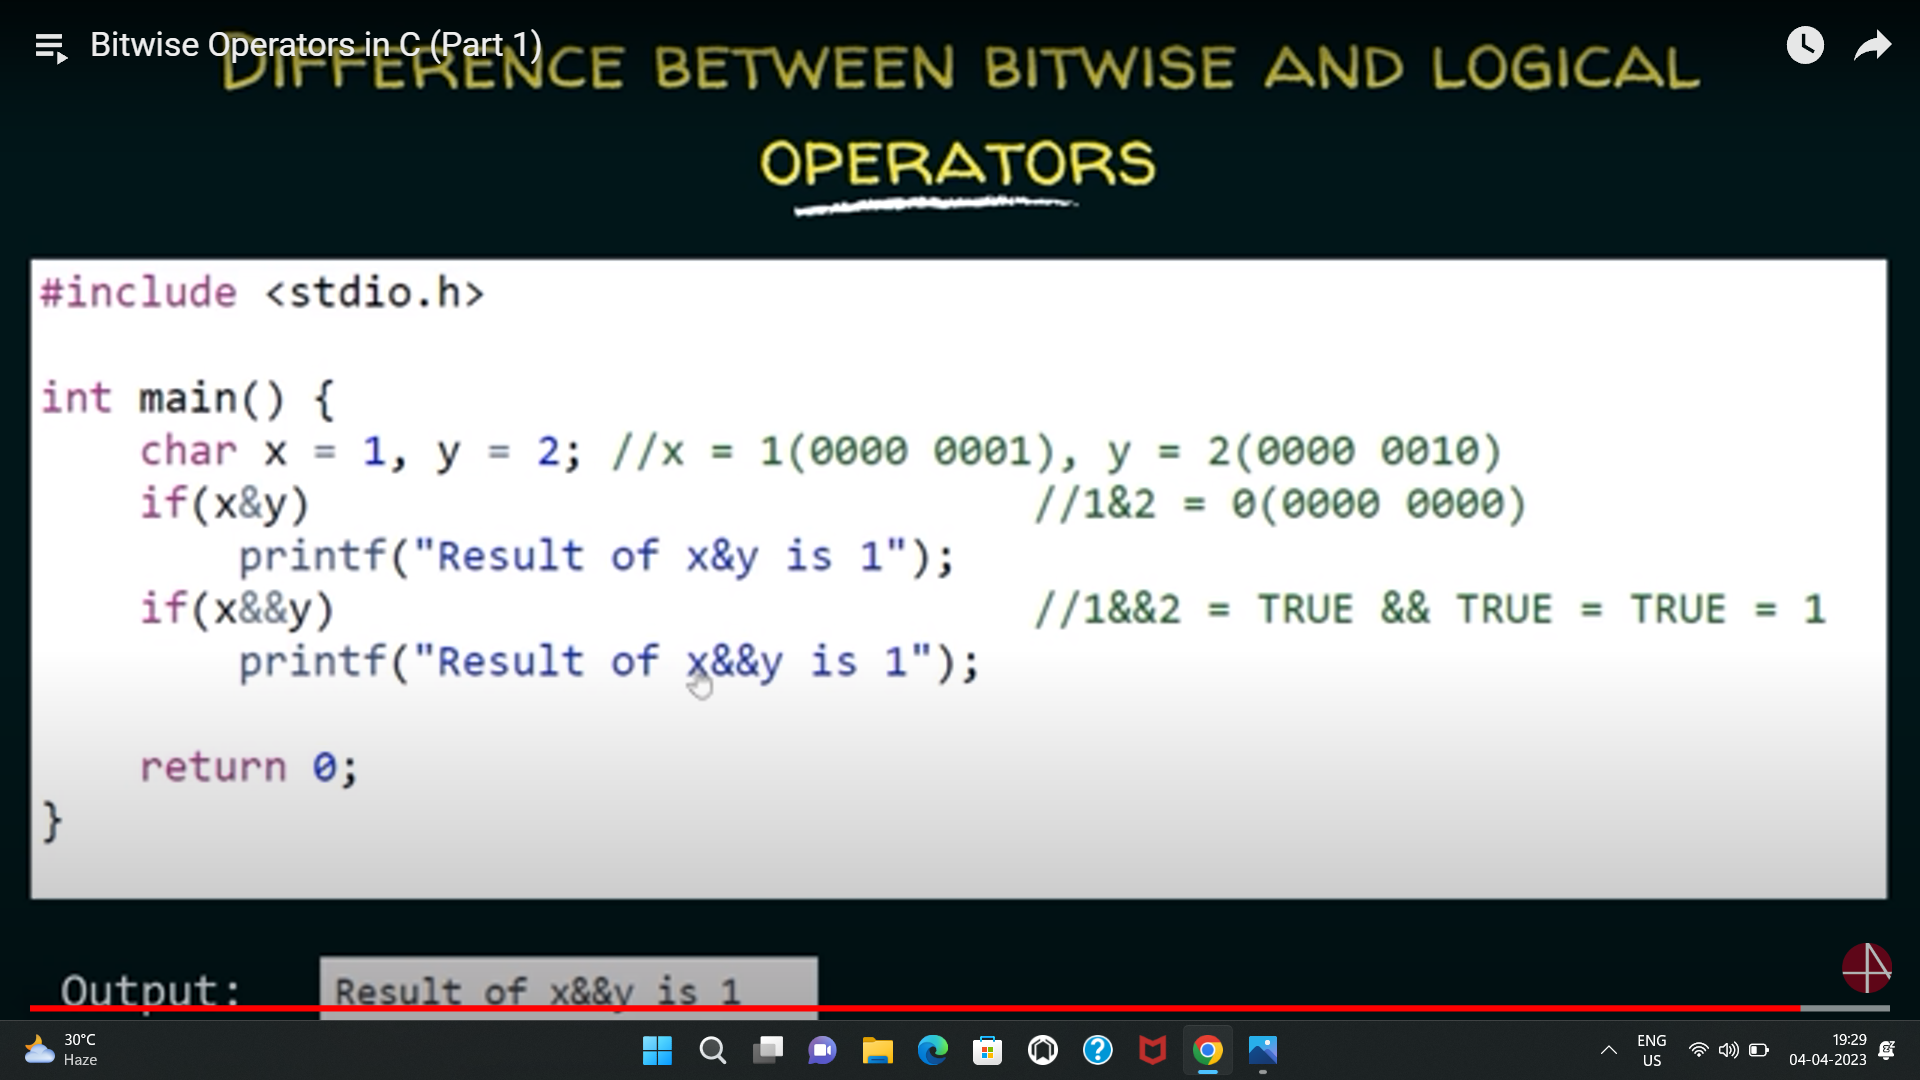 Bitwise Operators in C (Part 1)
DIFFERENCE BETWEEN BITWISE AND LOGICAL
OPERATORS
#include <stdio.h>
int main() {
char x = 1, y = 2; //x = 1(0000 0001), y = 2(0000 0010)
if(x&y) //1&2 = 0(0000 0000)
printf("Result of x&y is 1");
if(x&&y) //1&&2 = TRUE && TRUE = TRUE = 1
printf("Result of x&&y is 1");
return 0;
}
Output: Result of x&&y is 1
30°C
Haze
ENG
US
19:29
04-04-2023